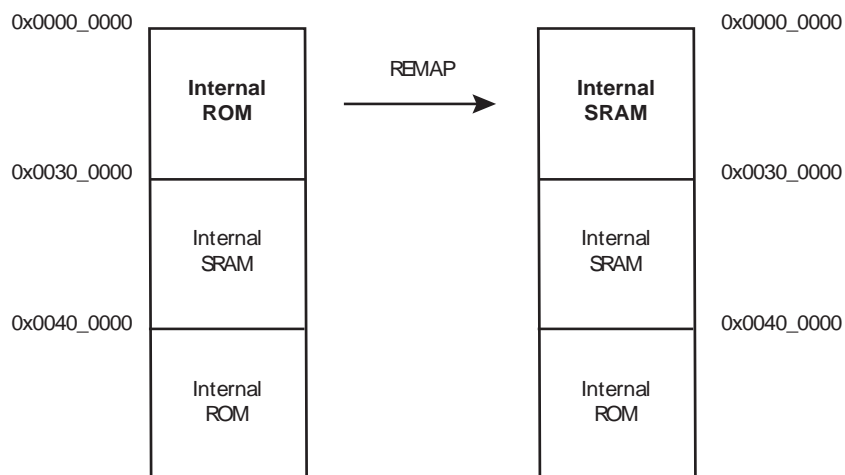 0x0000_0000
0x0000_0000
Internal
ROM
REMAP
Internal
SRAM
0x0030_0000
0x0030_0000
Internal
SRAM
Internal
SRAM
0x0040_0000
0x0040_0000
Internal
ROM
Internal
ROM